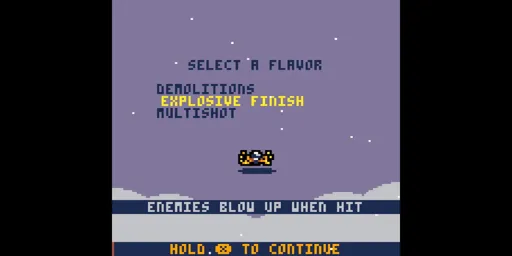 SELECT A FLAVOR
DEMOLITIONS
EXPLOSIVE FINISH
MULTISHOT
ENEMIES BLOW UP WHEN HIT
HOLD ❎ TO CONTINUE